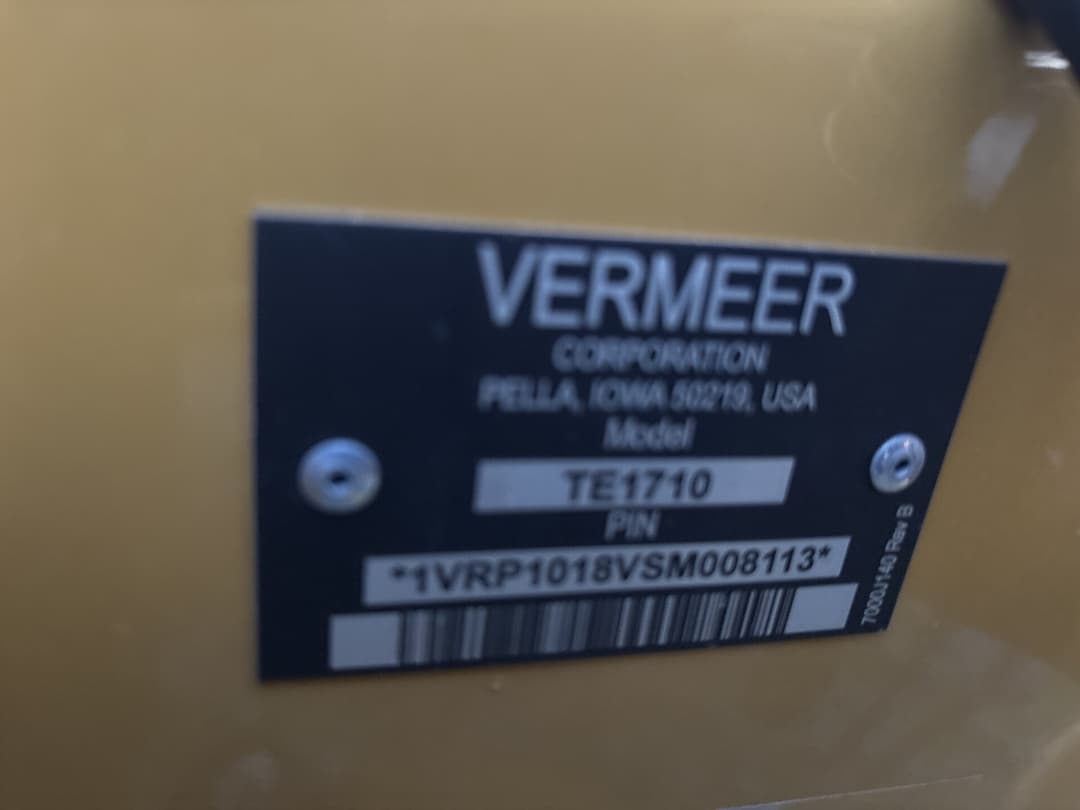 VERMEER
CORPORATION
PELLA, IOWA 50219, USA
Model
TE1710
PIN
*1VRP1018VSM008113*
7000J140 Rev B